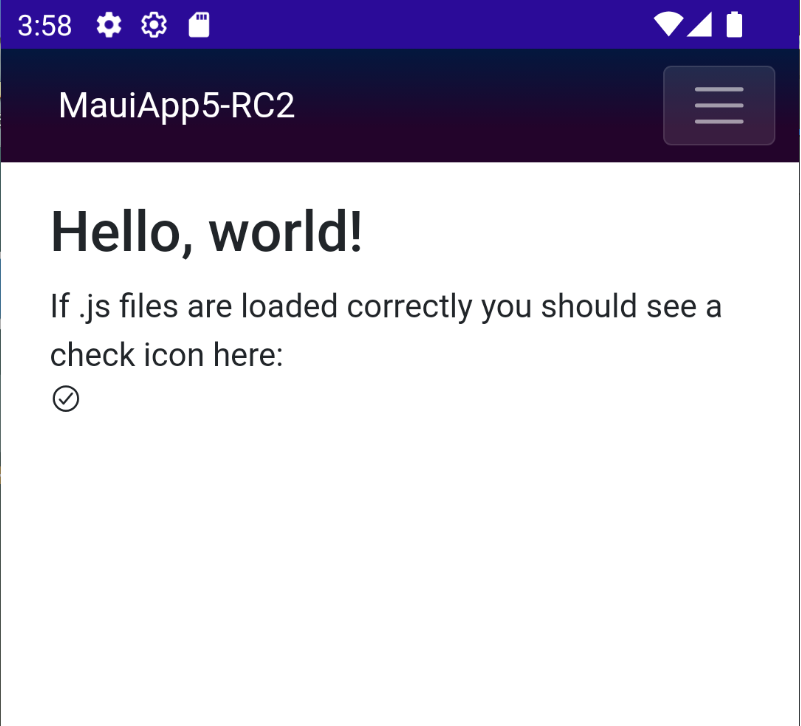 3:58
MauiApp5-RC2
Hello, world!
If .js files are loaded correctly you should see a
check icon here: